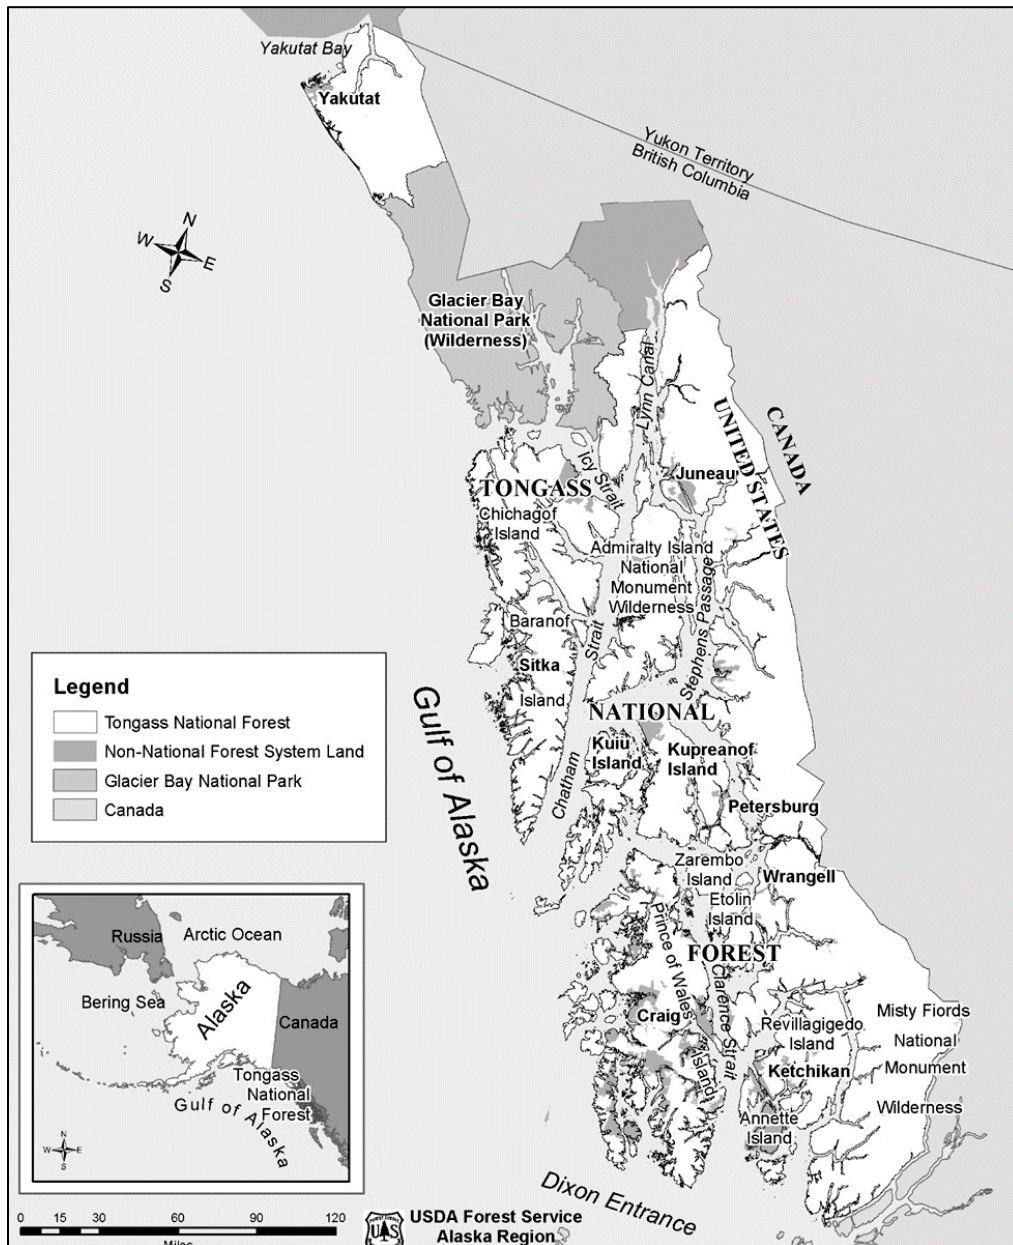 Yakutat Bay
Yakutat
Yukon Territory
British Columbia
N
W
E
S
Glacier Bay
National Park
(Wilderness)
Lynn Canal
CANADA
UNITED STATES
Icy Strait
Juneau
TONGASS
Chichagof
Island
Admiralty Island
National
Monument
Wilderness
Stephens Passage
Baranof
Sitka
Island
Chatham
Strait
NATIONAL
Kuiu
Island
Kupreanof
Island
Gulf of Alaska
Petersburg
Zarembo
Island
Wrangell
Etolin
Island
Prince of Wales
Island
FOREST
Clarence Strait
Craig
Revillagigedo
Island
Ketchikan
Annette
Island
Misty Fiords
National
Monument
Wilderness
Dixon Entrance
Legend
Tongass National Forest
Non-National Forest System Land
Glacier Bay National Park
Canada
Russia
Arctic Ocean
Bering Sea
Alaska
Canada
Tongass
National
Forest
Gulf of Alaska
N
W
E
S
0 15 30 60 90 120
Miles
FOREST SERVICE
U S
USDA Forest Service
Alaska Region